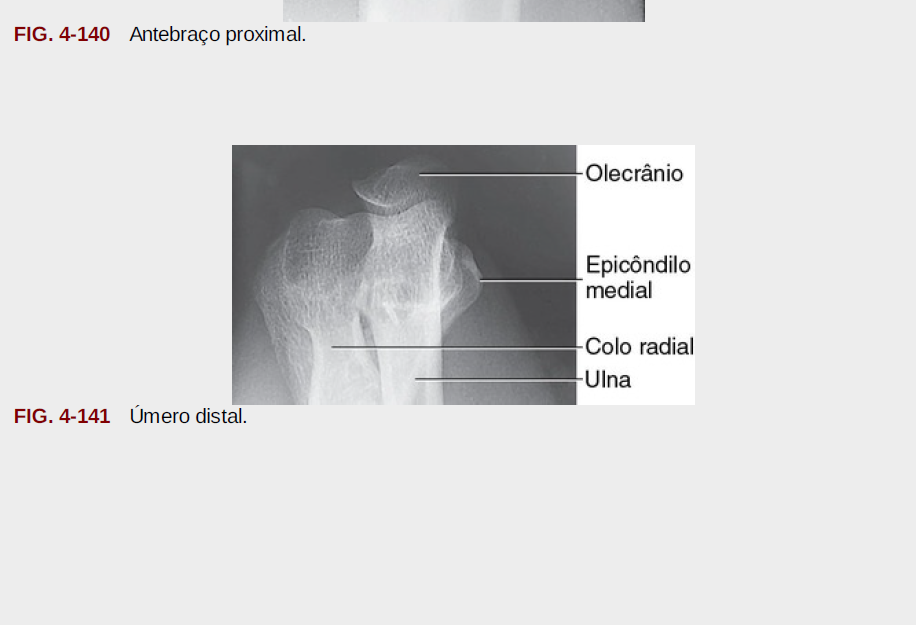 FIG. 4-140 Antebraço proximal.
Olecrânio
Epicôndilo
medial
Colo radial
Ulna
FIG. 4-141 Úmero distal.